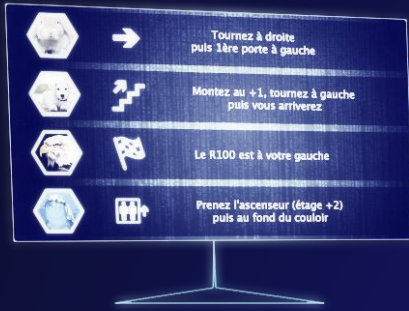 Tournez à droite
puis 1ère porte à gauche
Montez au +1, tournez à gauche
puis vous arriverez
Le R100 est à votre gauche
Prenez l'ascenseur (étage +2)
puis au fond du couloir